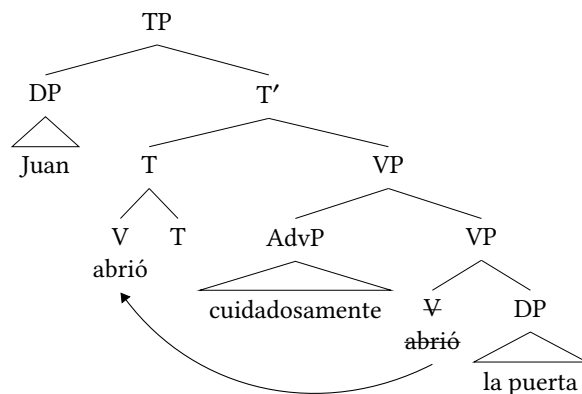 TP
DP T′
Juan T VP
V T AdvP VP
abrió cuidadosamente V DP
abrió la puerta